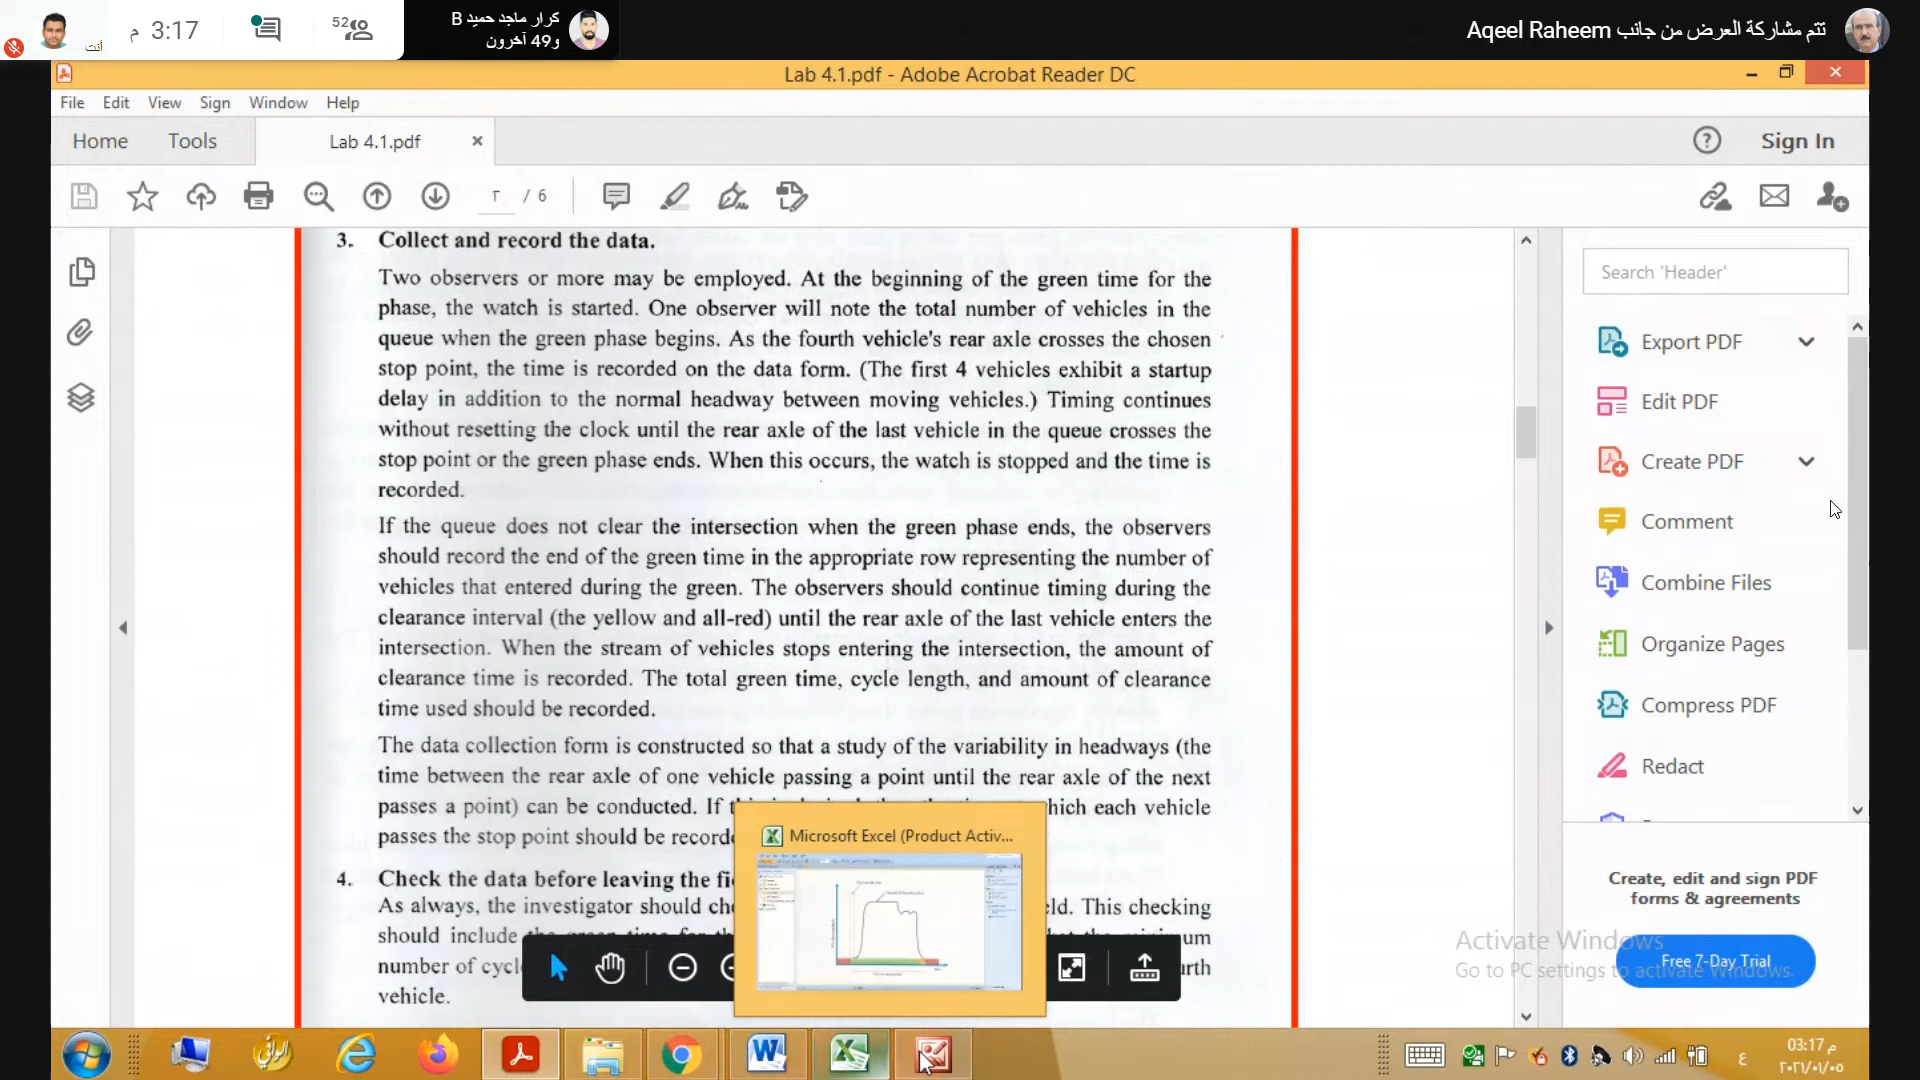 أنت
3:17 م
52
كرار ماجد حميد B
و49 آخرون
تتم مشاركة العرض من جانب Aqeel Raheem
Lab 4.1.pdf - Adobe Acrobat Reader DC
File Edit View Sign Window Help
Home Tools Lab 4.1.pdf × Sign In
٢ / 6
3. Collect and record the data.
Two observers or more may be employed. At the beginning of the green time for the
phase, the watch is started. One observer will note the total number of vehicles in the
queue when the green phase begins. As the fourth vehicle's rear axle crosses the chosen
stop point, the time is recorded on the data form. (The first 4 vehicles exhibit a startup
delay in addition to the normal headway between moving vehicles.) Timing continues
without resetting the clock until the rear axle of the last vehicle in the queue crosses the
stop point or the green phase ends. When this occurs, the watch is stopped and the time is
recorded.
If the queue does not clear the intersection when the green phase ends, the observers
should record the end of the green time in the appropriate row representing the number of
vehicles that entered during the green. The observers should continue timing during the
clearance interval (the yellow and all-red) until the rear axle of the last vehicle enters the
intersection. When the stream of vehicles stops entering the intersection, the amount of
clearance time is recorded. The total green time, cycle length, and amount of clearance
time used should be recorded.
The data collection form is constructed so that a study of the variability in headways (the
time between the rear axle of one vehicle passing a point until the rear axle of the next
passes a point) can be conducted. If hich each vehicle
passes the stop point should be recorde
4. Check the data before leaving the fi
As always, the investigator should che eld. This checking
should include
number of cycl urth
vehicle.
Microsoft Excel (Product Activ...
Search 'Header'
Export PDF
Edit PDF
Create PDF
Comment
Combine Files
Organize Pages
Compress PDF
Redact
Create, edit and sign PDF
forms & agreements
Free 7-Day Trial
Activate Windows
Go to PC settings to activate Windows.
الوافي
ع
03:17 م
٢٠٢١/٠١/٠٥